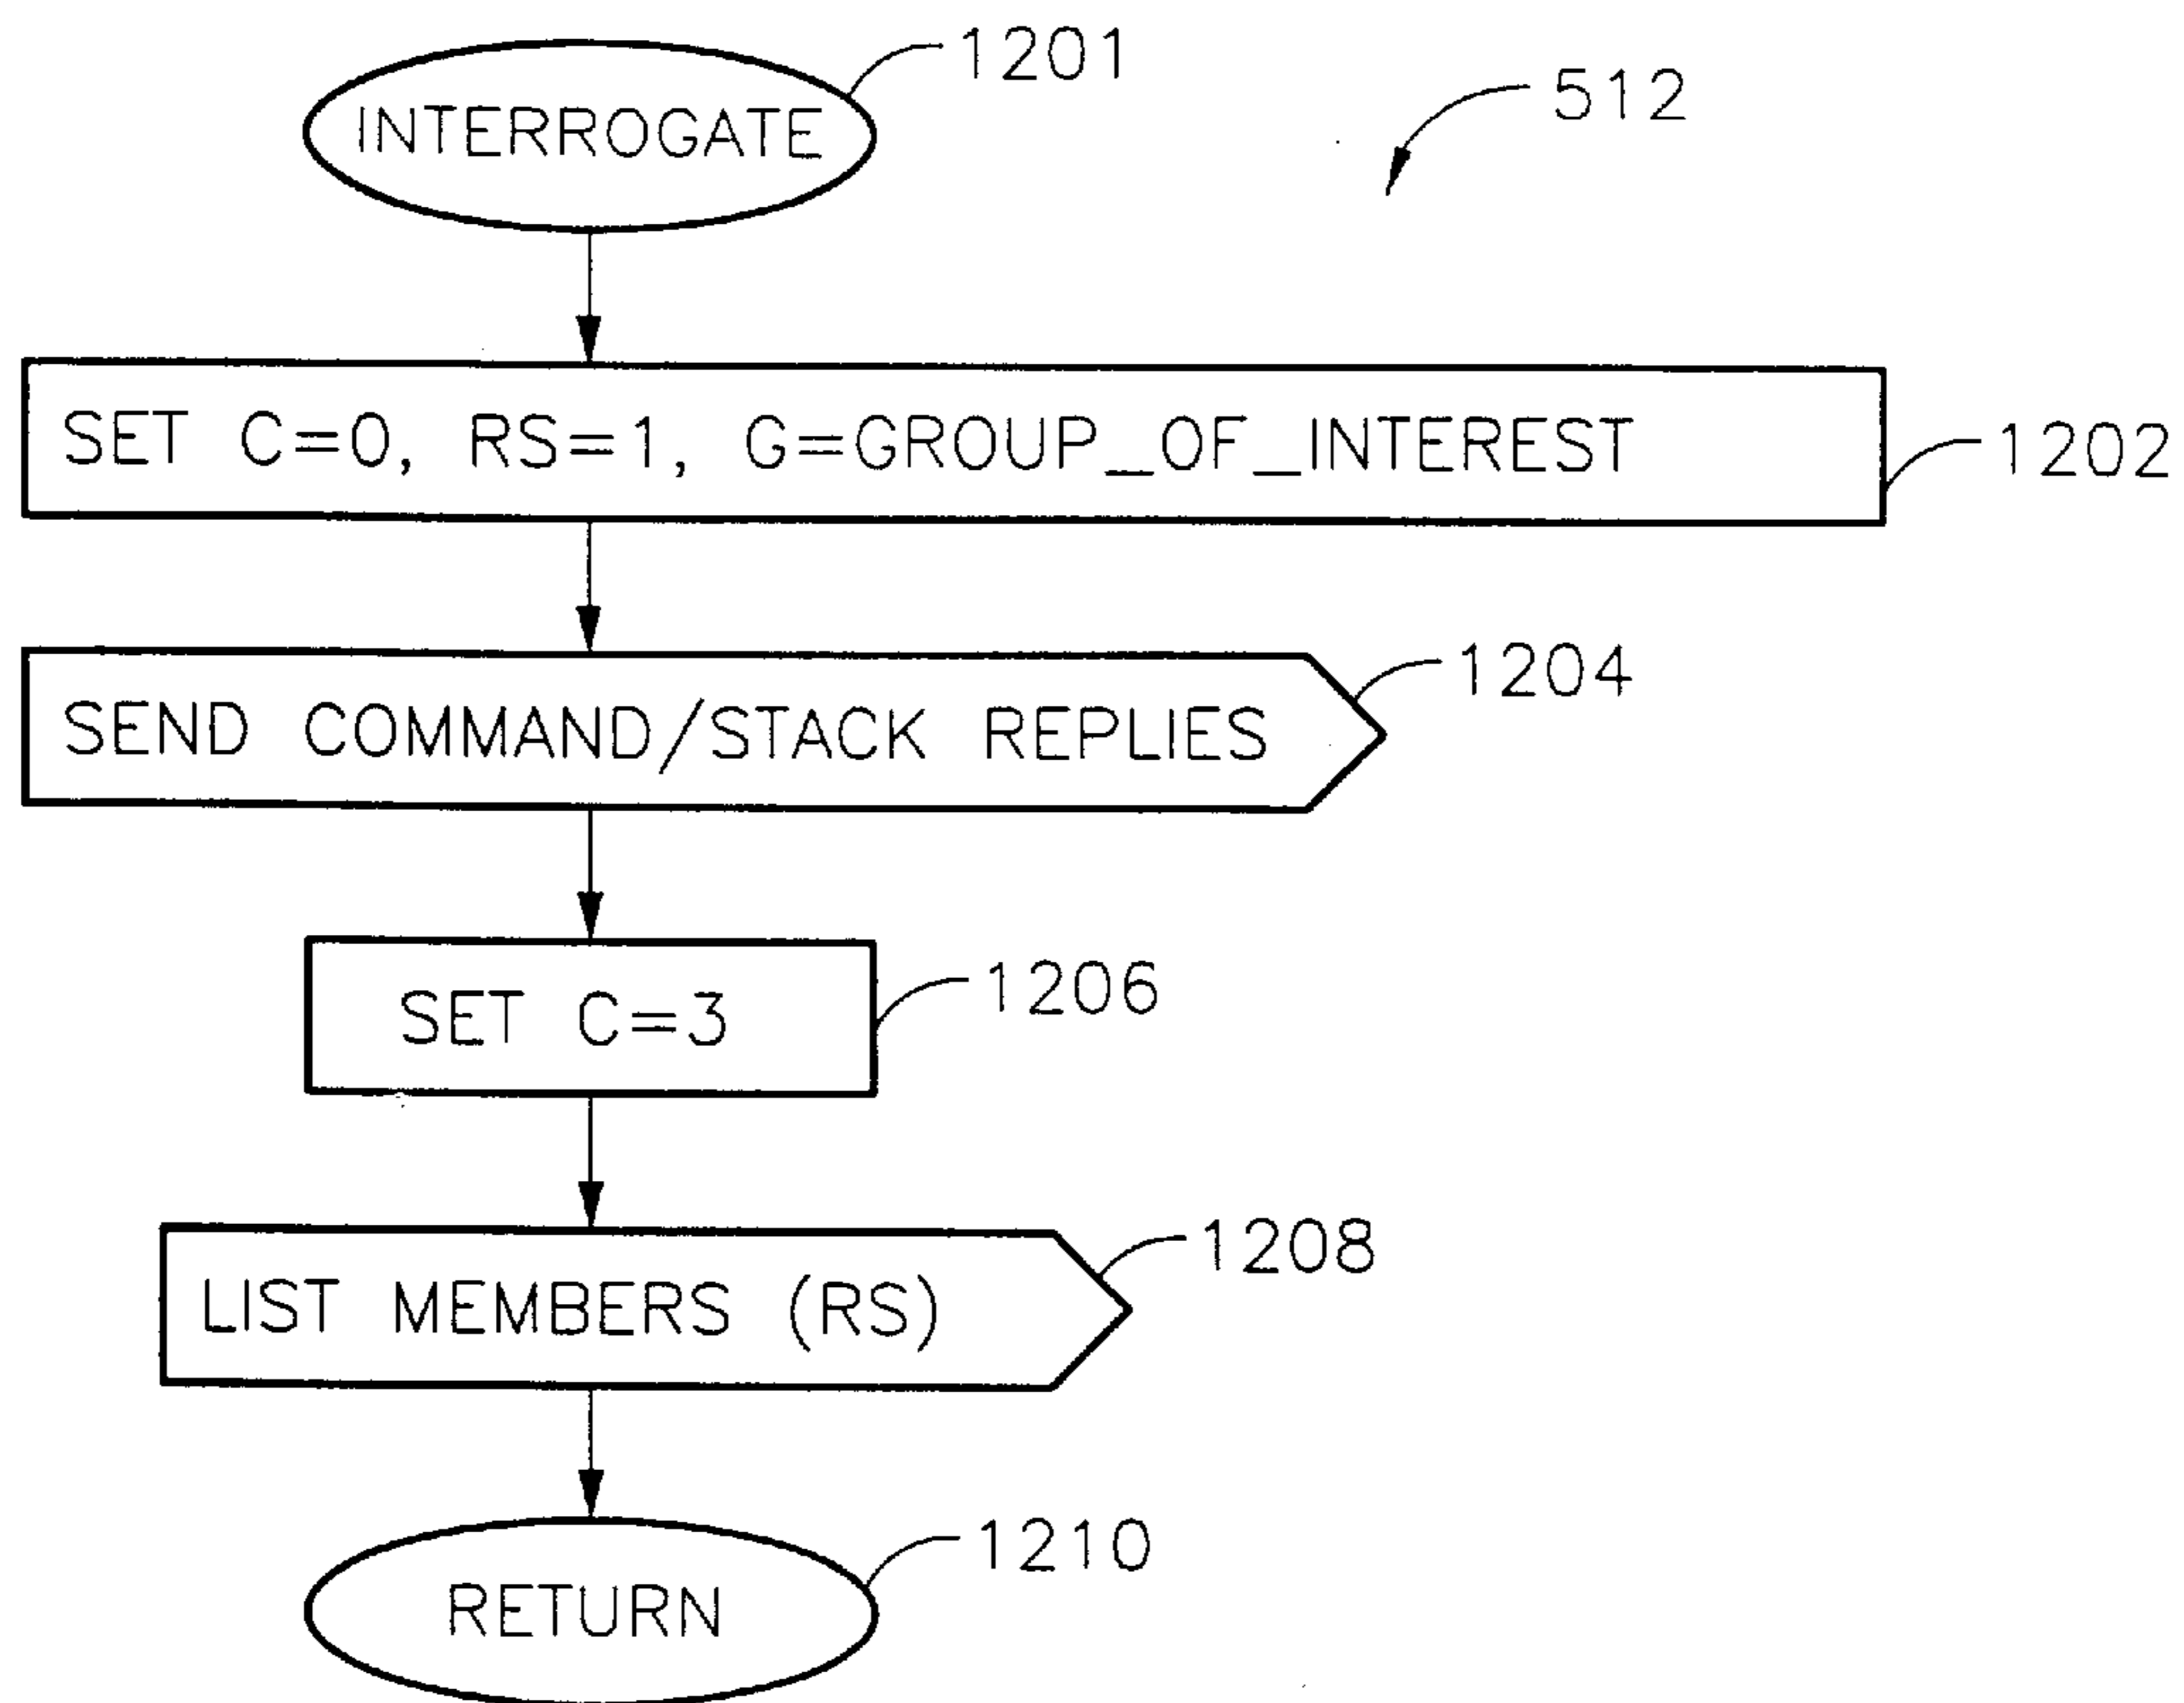 1201
INTERROGATE
512
SET C=0, RS=1, G=GROUP_OF_INTEREST
1202
1204
SEND COMMAND/STACK REPLIES
1206
SET C=3
1208
LIST MEMBERS (RS)
1210
RETURN